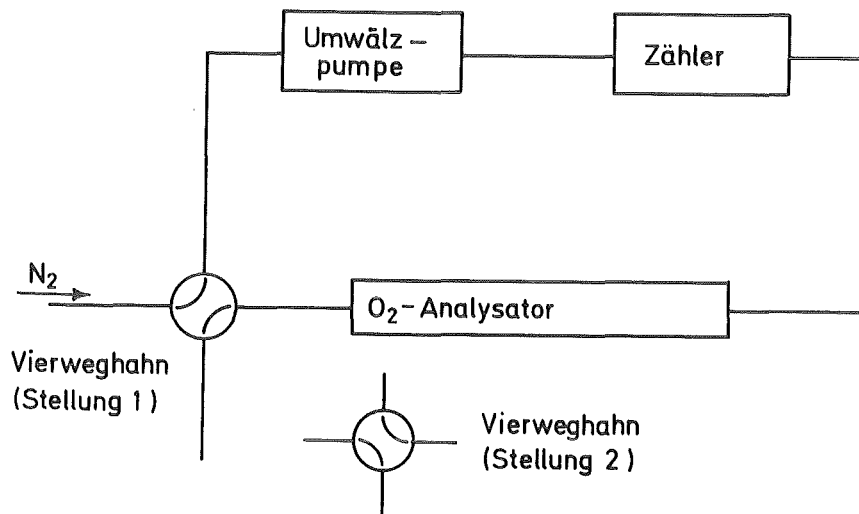 Umwälz-
pumpe
Zähler
N₂
O₂-Analysator
Vierweghahn
(Stellung 1)
Vierweghahn
(Stellung 2)